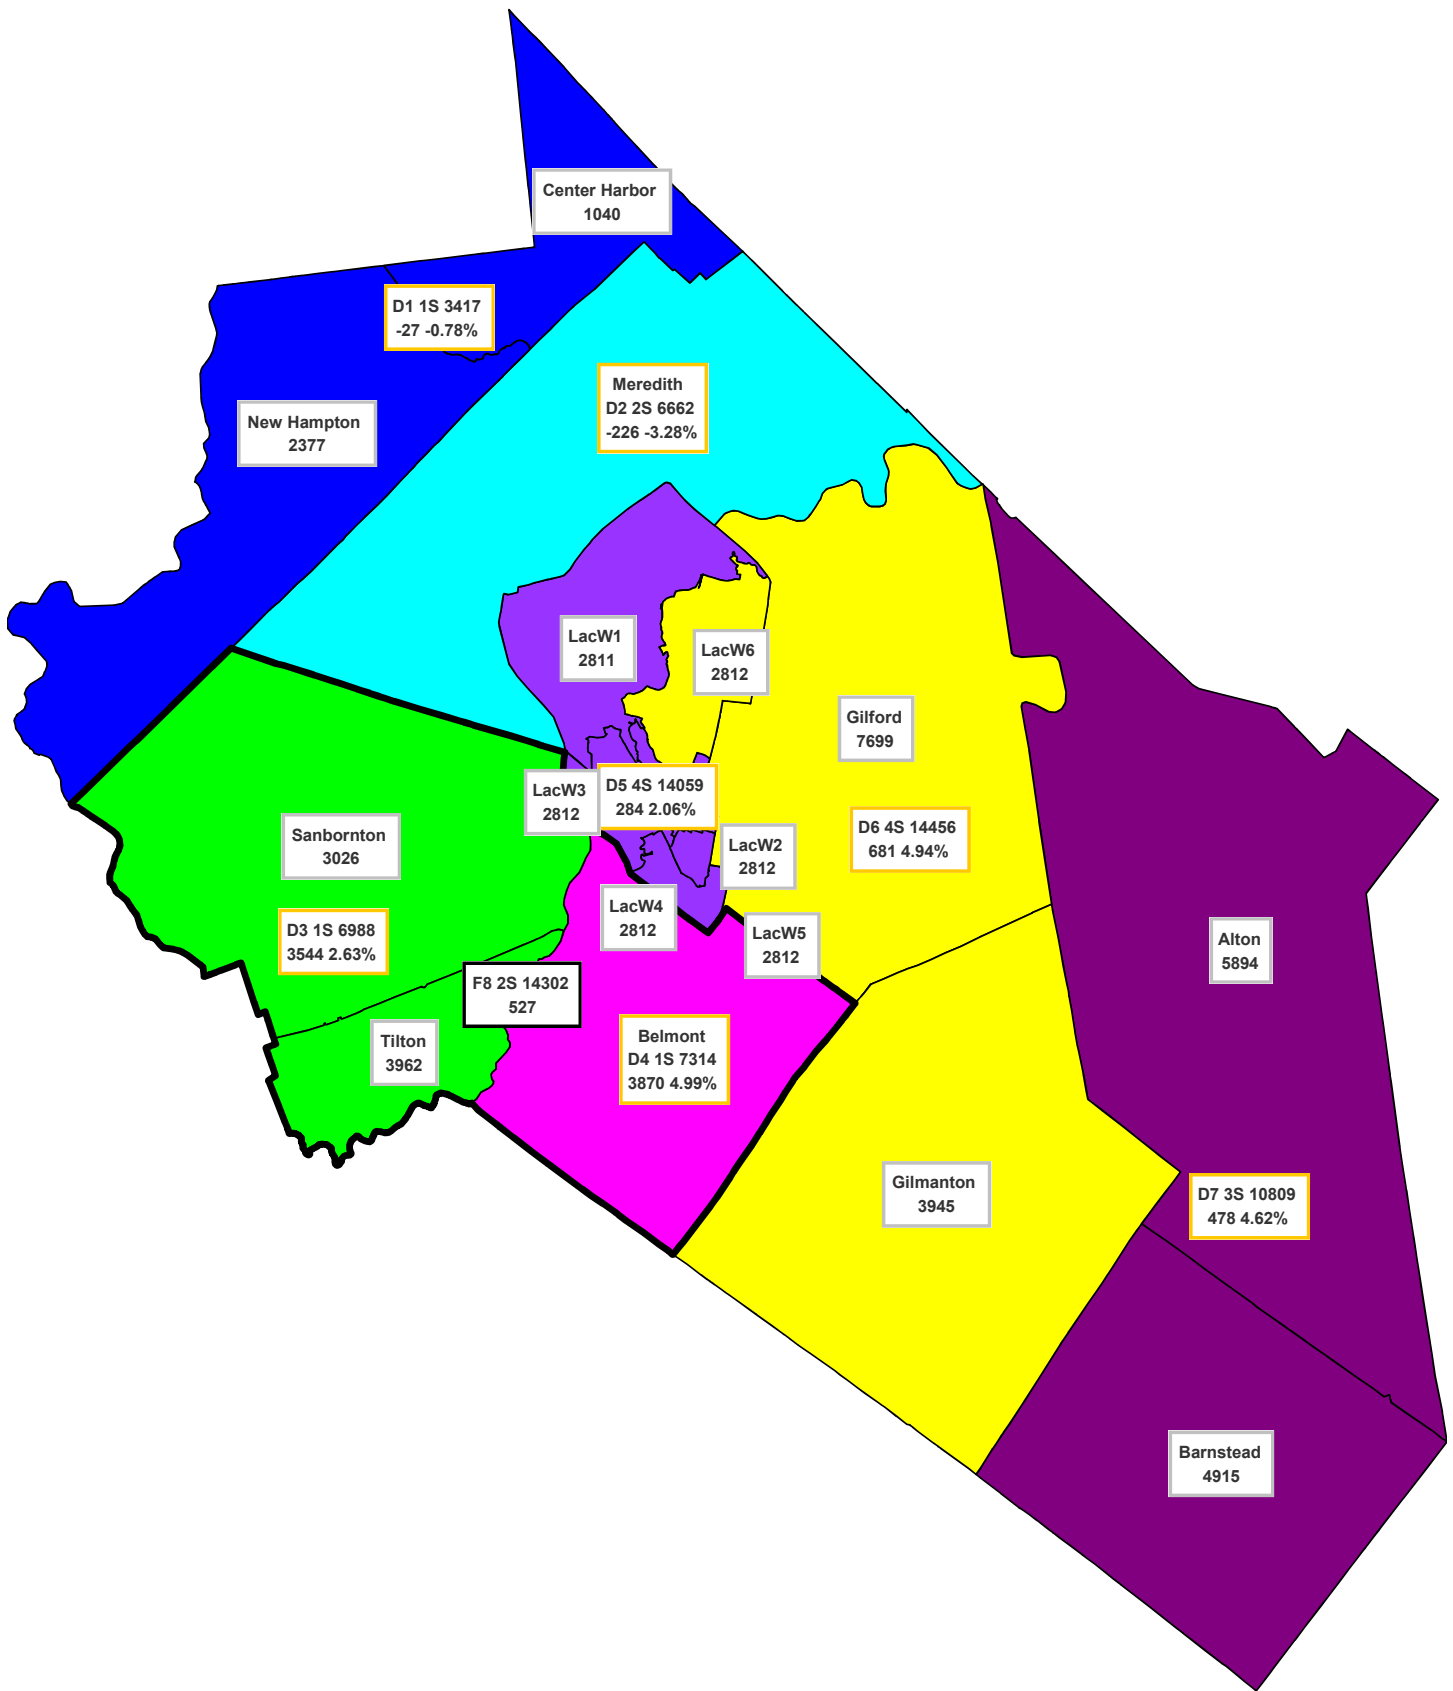 Center Harbor
1040
D1 1S 3417
-27 -0.78%
Meredith
D2 2S 6662
-226 -3.28%
New Hampton
2377
LacW1
2811
LacW6
2812
Gilford
7699
LacW3
2812
D5 4S 14059
284 2.06%
Sanbornton
3026
D6 4S 14456
681 4.94%
LacW2
2812
LacW4
2812
D3 1S 6988
3544 2.63%
LacW5
2812
Alton
5894
F8 2S 14302
527
Tilton
3962
Belmont
D4 1S 7314
3870 4.99%
Gilmanton
3945
D7 3S 10809
478 4.62%
Barnstead
4915